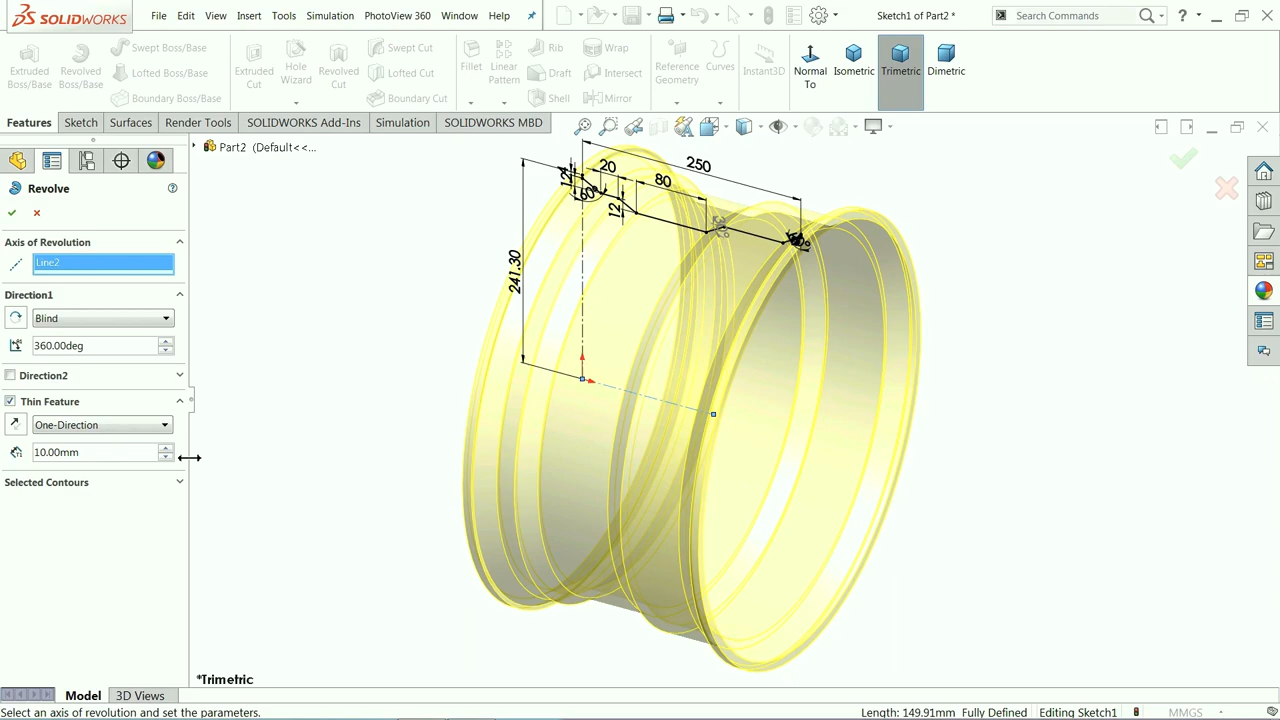 SOLIDWORKS File Edit View Insert Tools Simulation PhotoView 360 Window Help Sketch1 of Part2 * Search Commands ?
Extruded Boss/Base Revolved Boss/Base Swept Boss/Base Lofted Boss/Base Boundary Boss/Base Extruded Cut Hole Wizard Revolved Cut Swept Cut Lofted Cut Boundary Cut Fillet Linear Pattern Rib Draft Shell Wrap Intersect Mirror Reference Geometry Curves Instant3D Normal To Isometric Trimetric Dimetric
Features Sketch Surfaces Render Tools SOLIDWORKS Add-Ins Simulation SOLIDWORKS MBD
Part2 (Default<<...
Revolve ?
Axis of Revolution
Line2
Direction1
Blind
360.00deg
Direction2
Thin Feature
One-Direction
10.00mm
Selected Contours
250
20
80
12
60°
12
241.30
*Trimetric
Model 3D Views
Select an axis of revolution and set the parameters. Length: 149.91mm Fully Defined Editing Sketch1 MMGS